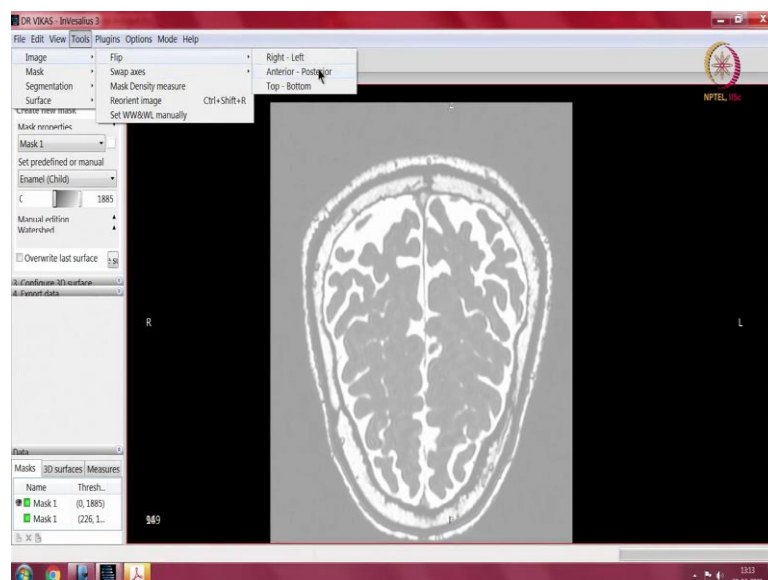 DR VIKAS - InVesalius 3
File Edit View Tools Plugins Options Mode Help
Image
Mask
Segmentation
Surface
Flip
Swap axes
Mask Density measure
Reorient image Ctrl+Shift+R
Set WW&WL manually
Right - Left
Anterior - Posterior
Top - Bottom
NPTEL, IISc
Create new mask
Mask properties
Mask 1
Set predefined or manual
Enamel (Child)
1885
Manual edition
Watershed
Overwrite last surface
3. Configure 3D surface
4. Export data
R
L
Data
Masks 3D surfaces Measures
Name Thresh...
Mask 1 (0, 1885)
Mask 1 (226, 1...
13:13